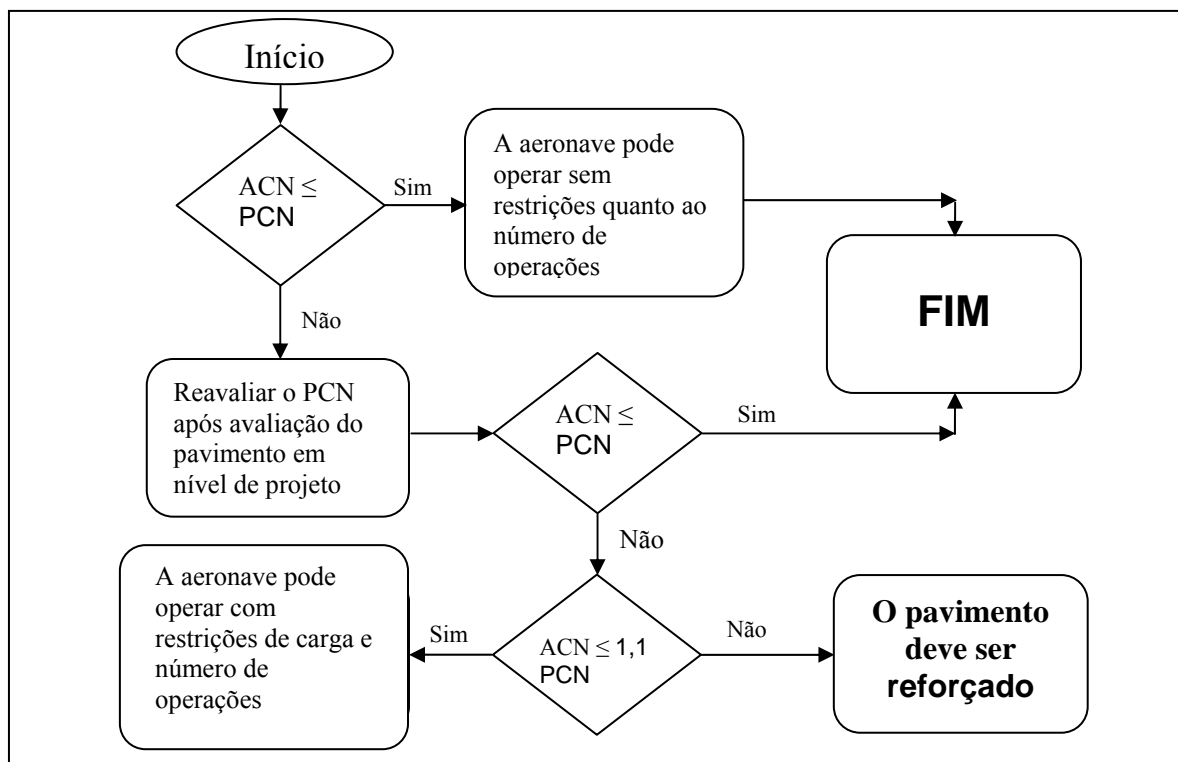 Início
ACN ≤
PCN
Sim
A aeronave pode
operar sem
restrições quanto ao
número de
operações
FIM
Não
Reavaliar o PCN
após avaliação do
pavimento em
nível de projeto
ACN ≤
PCN
Sim
Não
A aeronave pode
operar com
restrições de carga e
número de
operações
Sim
ACN ≤ 1,1
PCN
Não
O pavimento
deve ser
reforçado